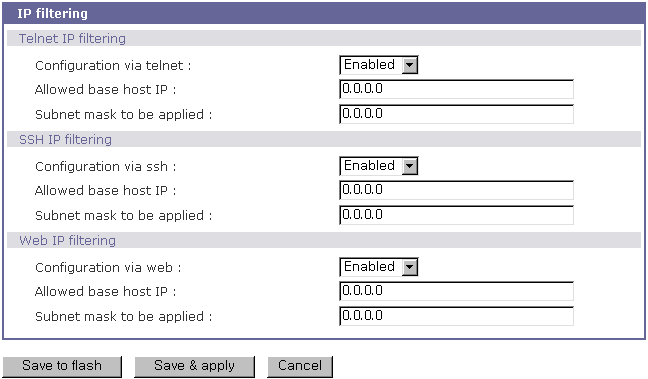 IP filtering
Telnet IP filtering
Configuration via telnet : Enabled
Allowed base host IP : 0.0.0.0
Subnet mask to be applied : 0.0.0.0
SSH IP filtering
Configuration via ssh : Enabled
Allowed base host IP : 0.0.0.0
Subnet mask to be applied : 0.0.0.0
Web IP filtering
Configuration via web : Enabled
Allowed base host IP : 0.0.0.0
Subnet mask to be applied : 0.0.0.0
Save to flash Save & apply Cancel